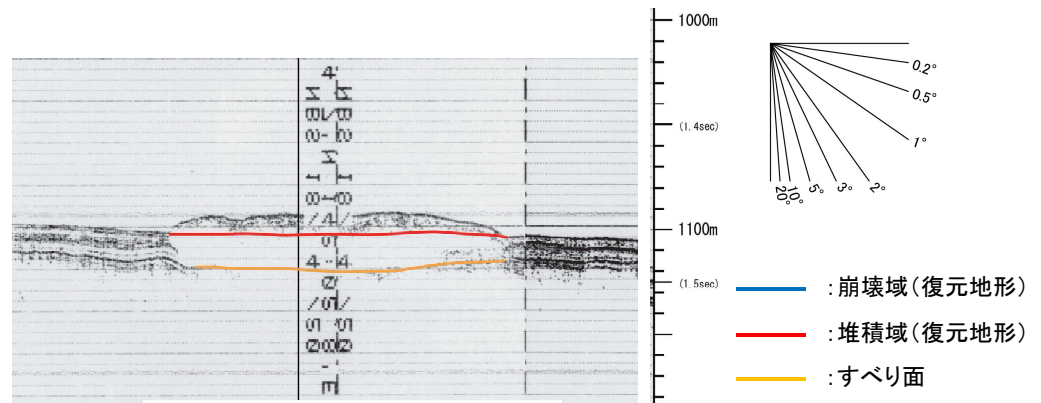 1000m
(1.4sec)
1100m
(1.5sec)
0.2°
0.5°
1°
2°
3°
5°
10°
20°
:崩壊域(復元地形)
:堆積域(復元地形)
:すべり面